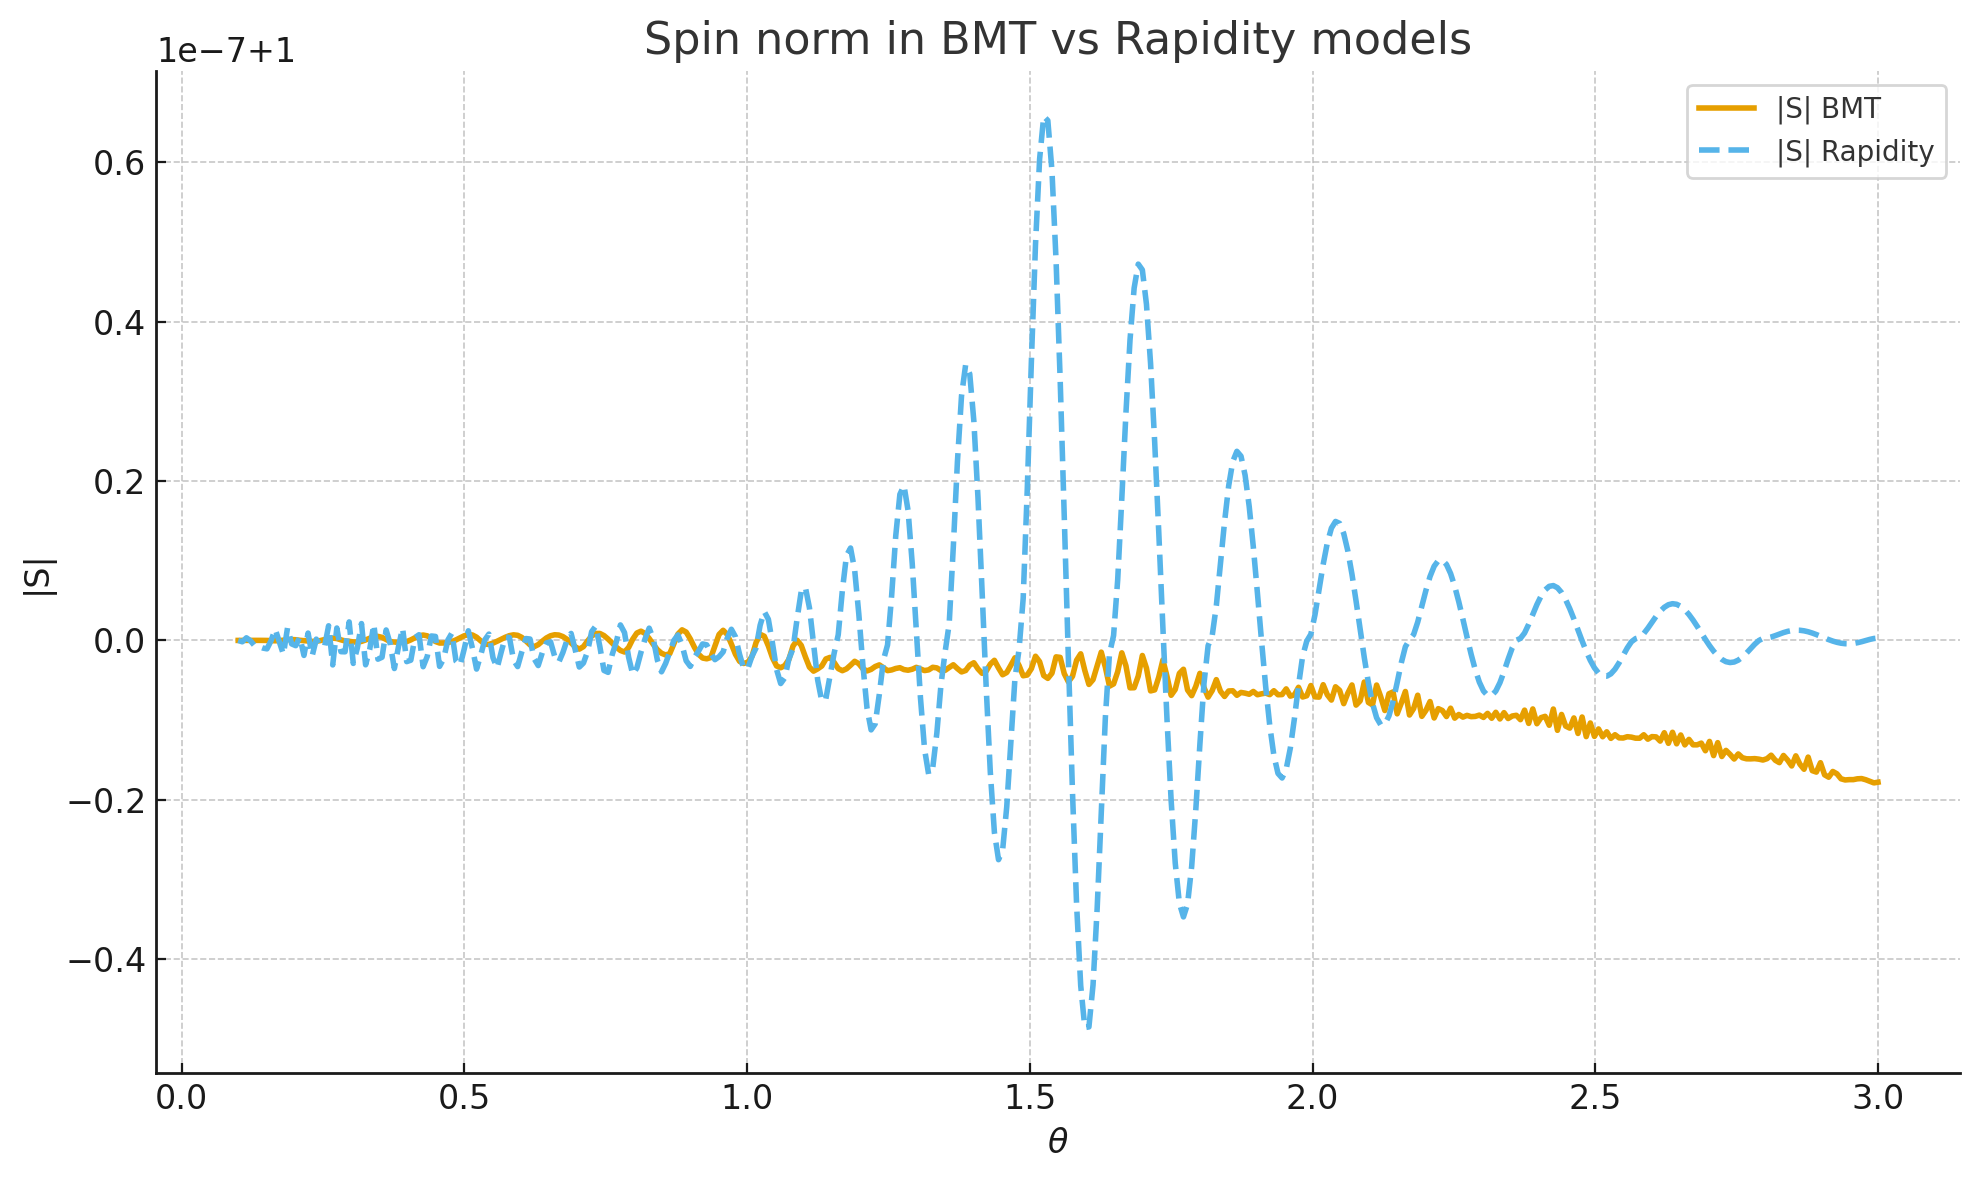 Spin norm in BMT vs Rapidity models
1e−7+1
|S| BMT
|S| Rapidity
0.6
0.4
0.2
0.0
−0.2
−0.4
|S|
0.0 0.5 1.0 1.5 2.0 2.5 3.0
θ